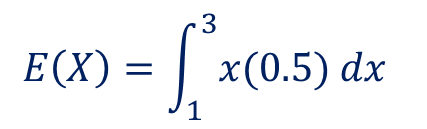 E(X) = ∫₁³ x(0.5) dx